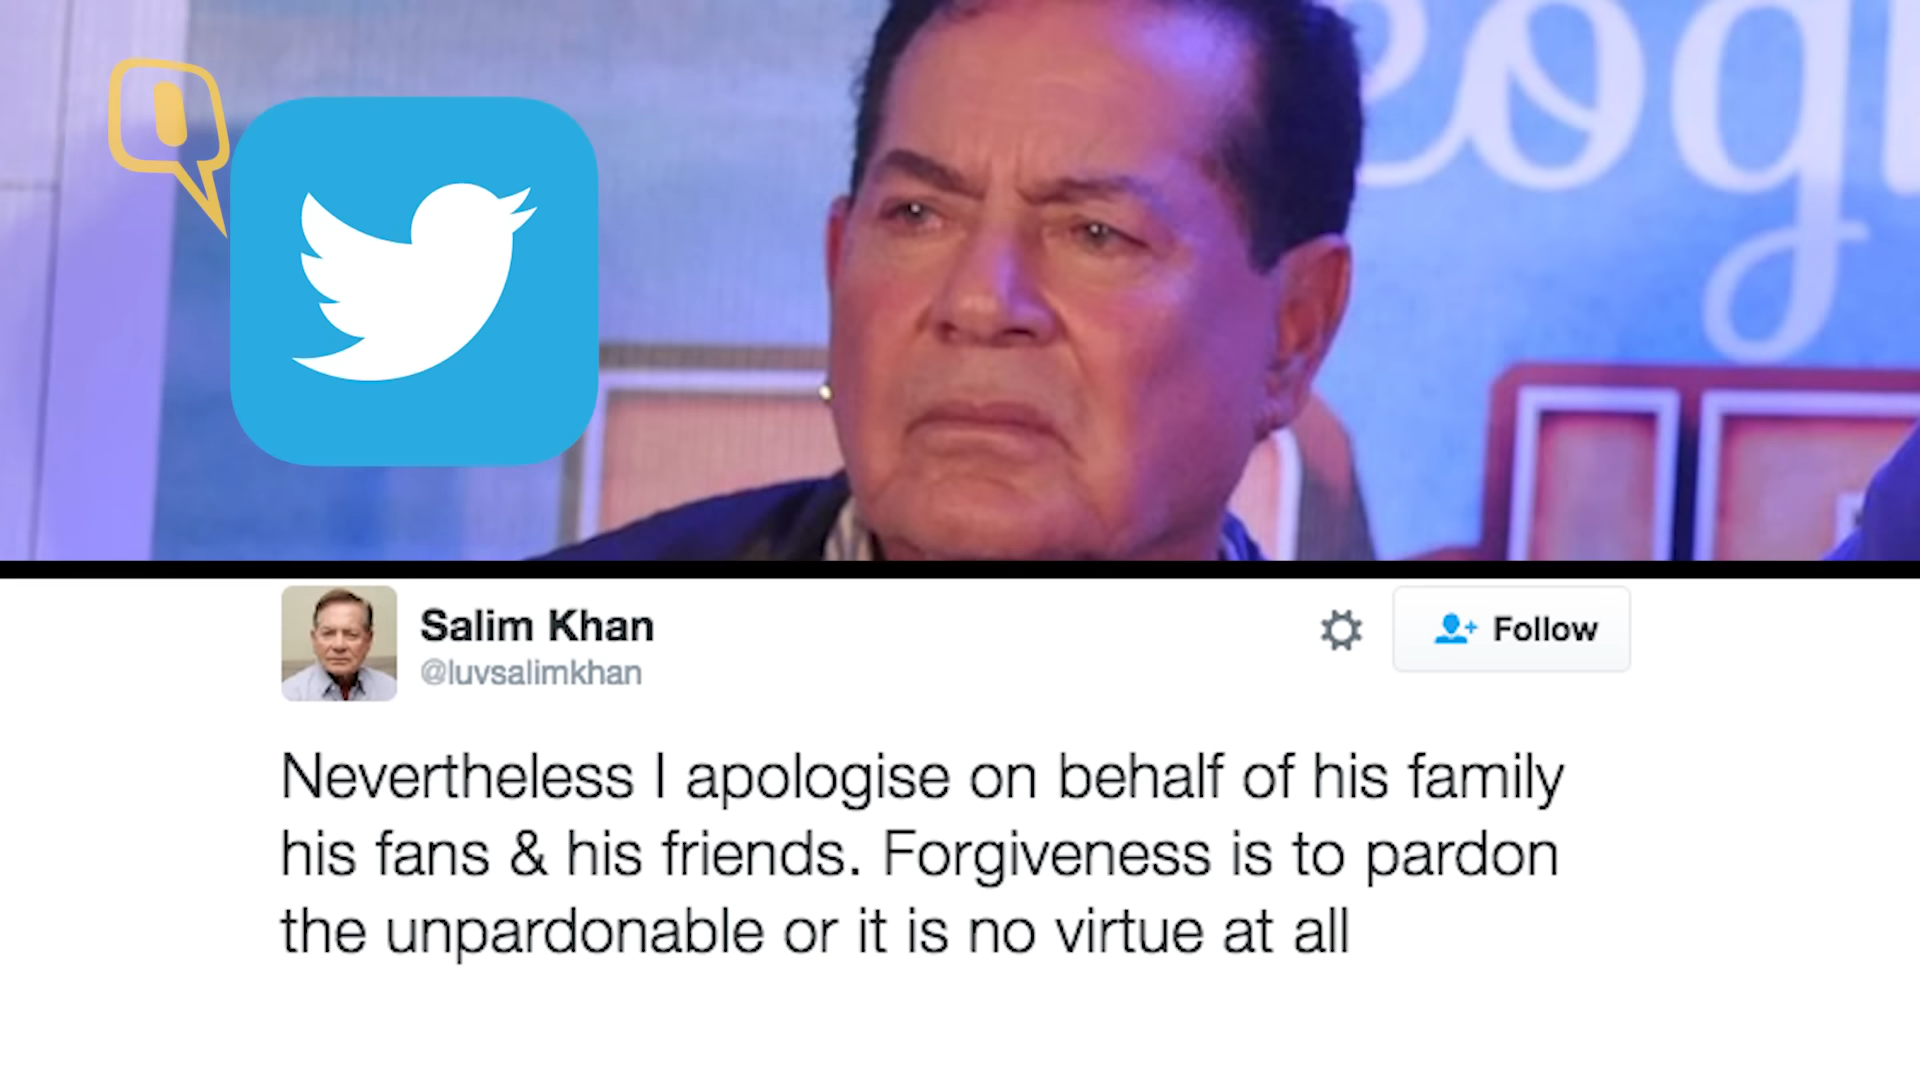 eogl
Salim Khan
@luvsalimkhan
Follow
Nevertheless I apologise on behalf of his family
his fans & his friends. Forgiveness is to pardon
the unpardonable or it is no virtue at all